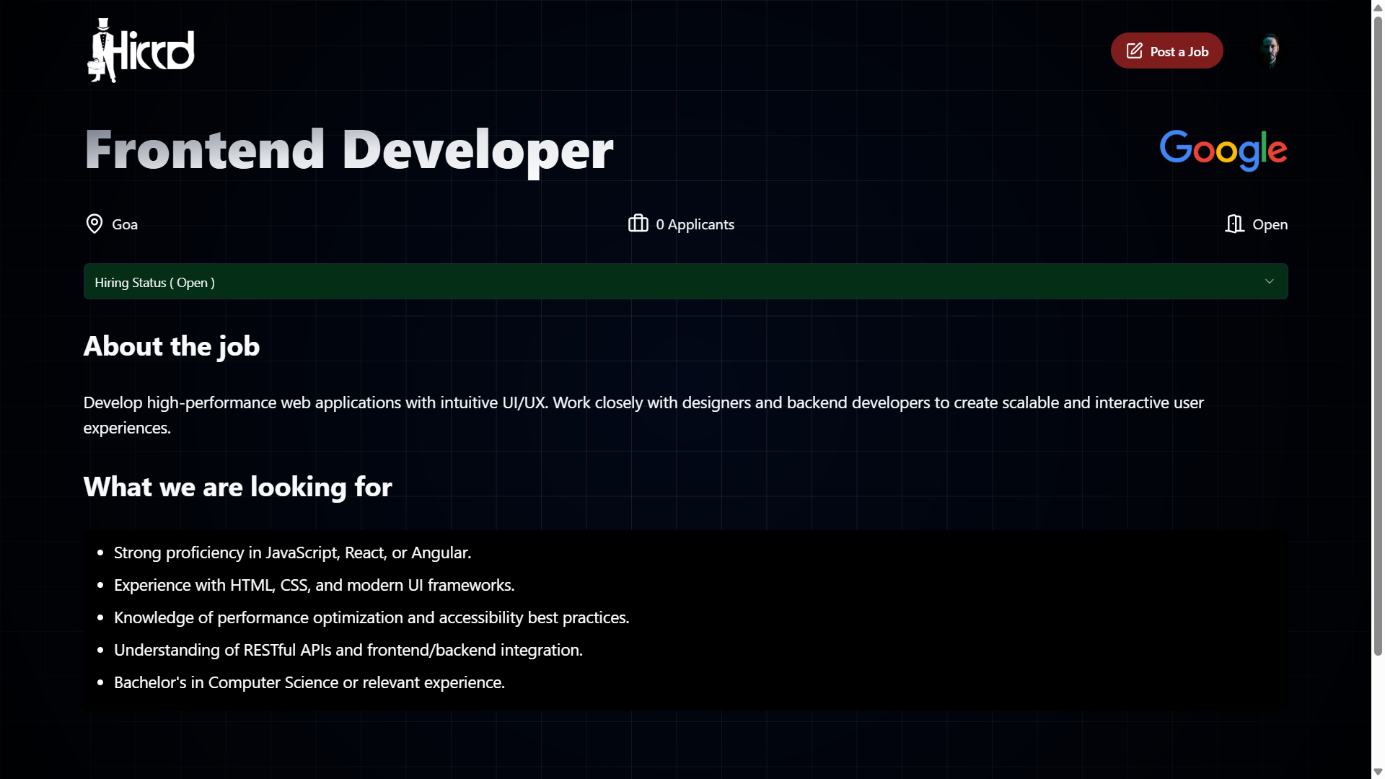 Hirrd
Post a Job
Frontend Developer
Google
Goa
0 Applicants
Open
Hiring Status ( Open )
About the job
Develop high-performance web applications with intuitive UI/UX. Work closely with designers and backend developers to create scalable and interactive user
experiences.
What we are looking for
Strong proficiency in JavaScript, React, or Angular.
Experience with HTML, CSS, and modern UI frameworks.
Knowledge of performance optimization and accessibility best practices.
Understanding of RESTful APIs and frontend/backend integration.
Bachelor's in Computer Science or relevant experience.